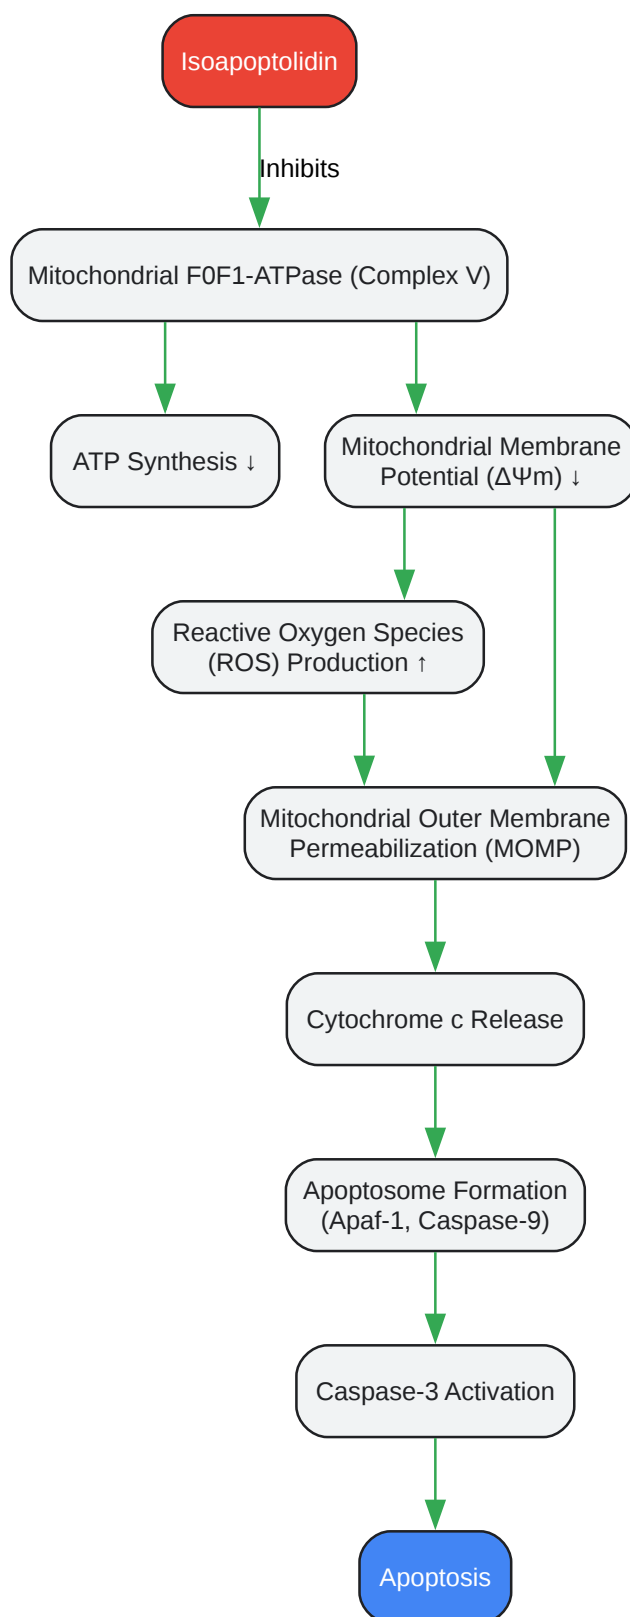 Isoapoptolidin
Inhibits
Mitochondrial F0F1-ATPase (Complex V)
ATP Synthesis ↓
Mitochondrial Membrane
Potential (ΔΨm) ↓
Reactive Oxygen Species
(ROS) Production ↑
Mitochondrial Outer Membrane
Permeabilization (MOMP)
Cytochrome c Release
Apoptosome Formation
(Apaf-1, Caspase-9)
Caspase-3 Activation
Apoptosis